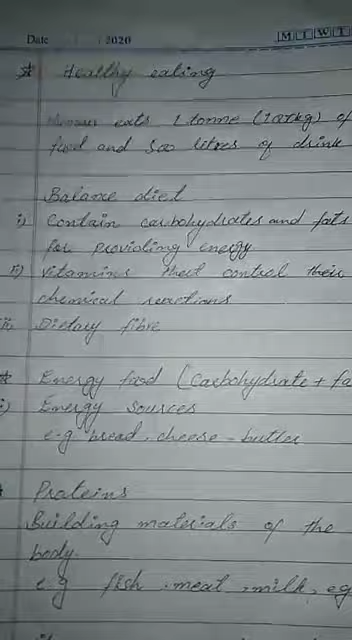 Date / / 2020 M T W T
* Healthy eating
eats 1 tonne (1016kg) of
food and 500 litres of drink
Balance diet
i) Contain carbohydrates and fats
for providing energy
ii) Vitamins that control their
chemical reactions
iii Dietary fibre
* Energy food (Carbohydrate + fa
i) Energy sources
e.g bread, cheese - butter
Proteins
Building materials of the
body.
e.g fish, meat, milk, eg